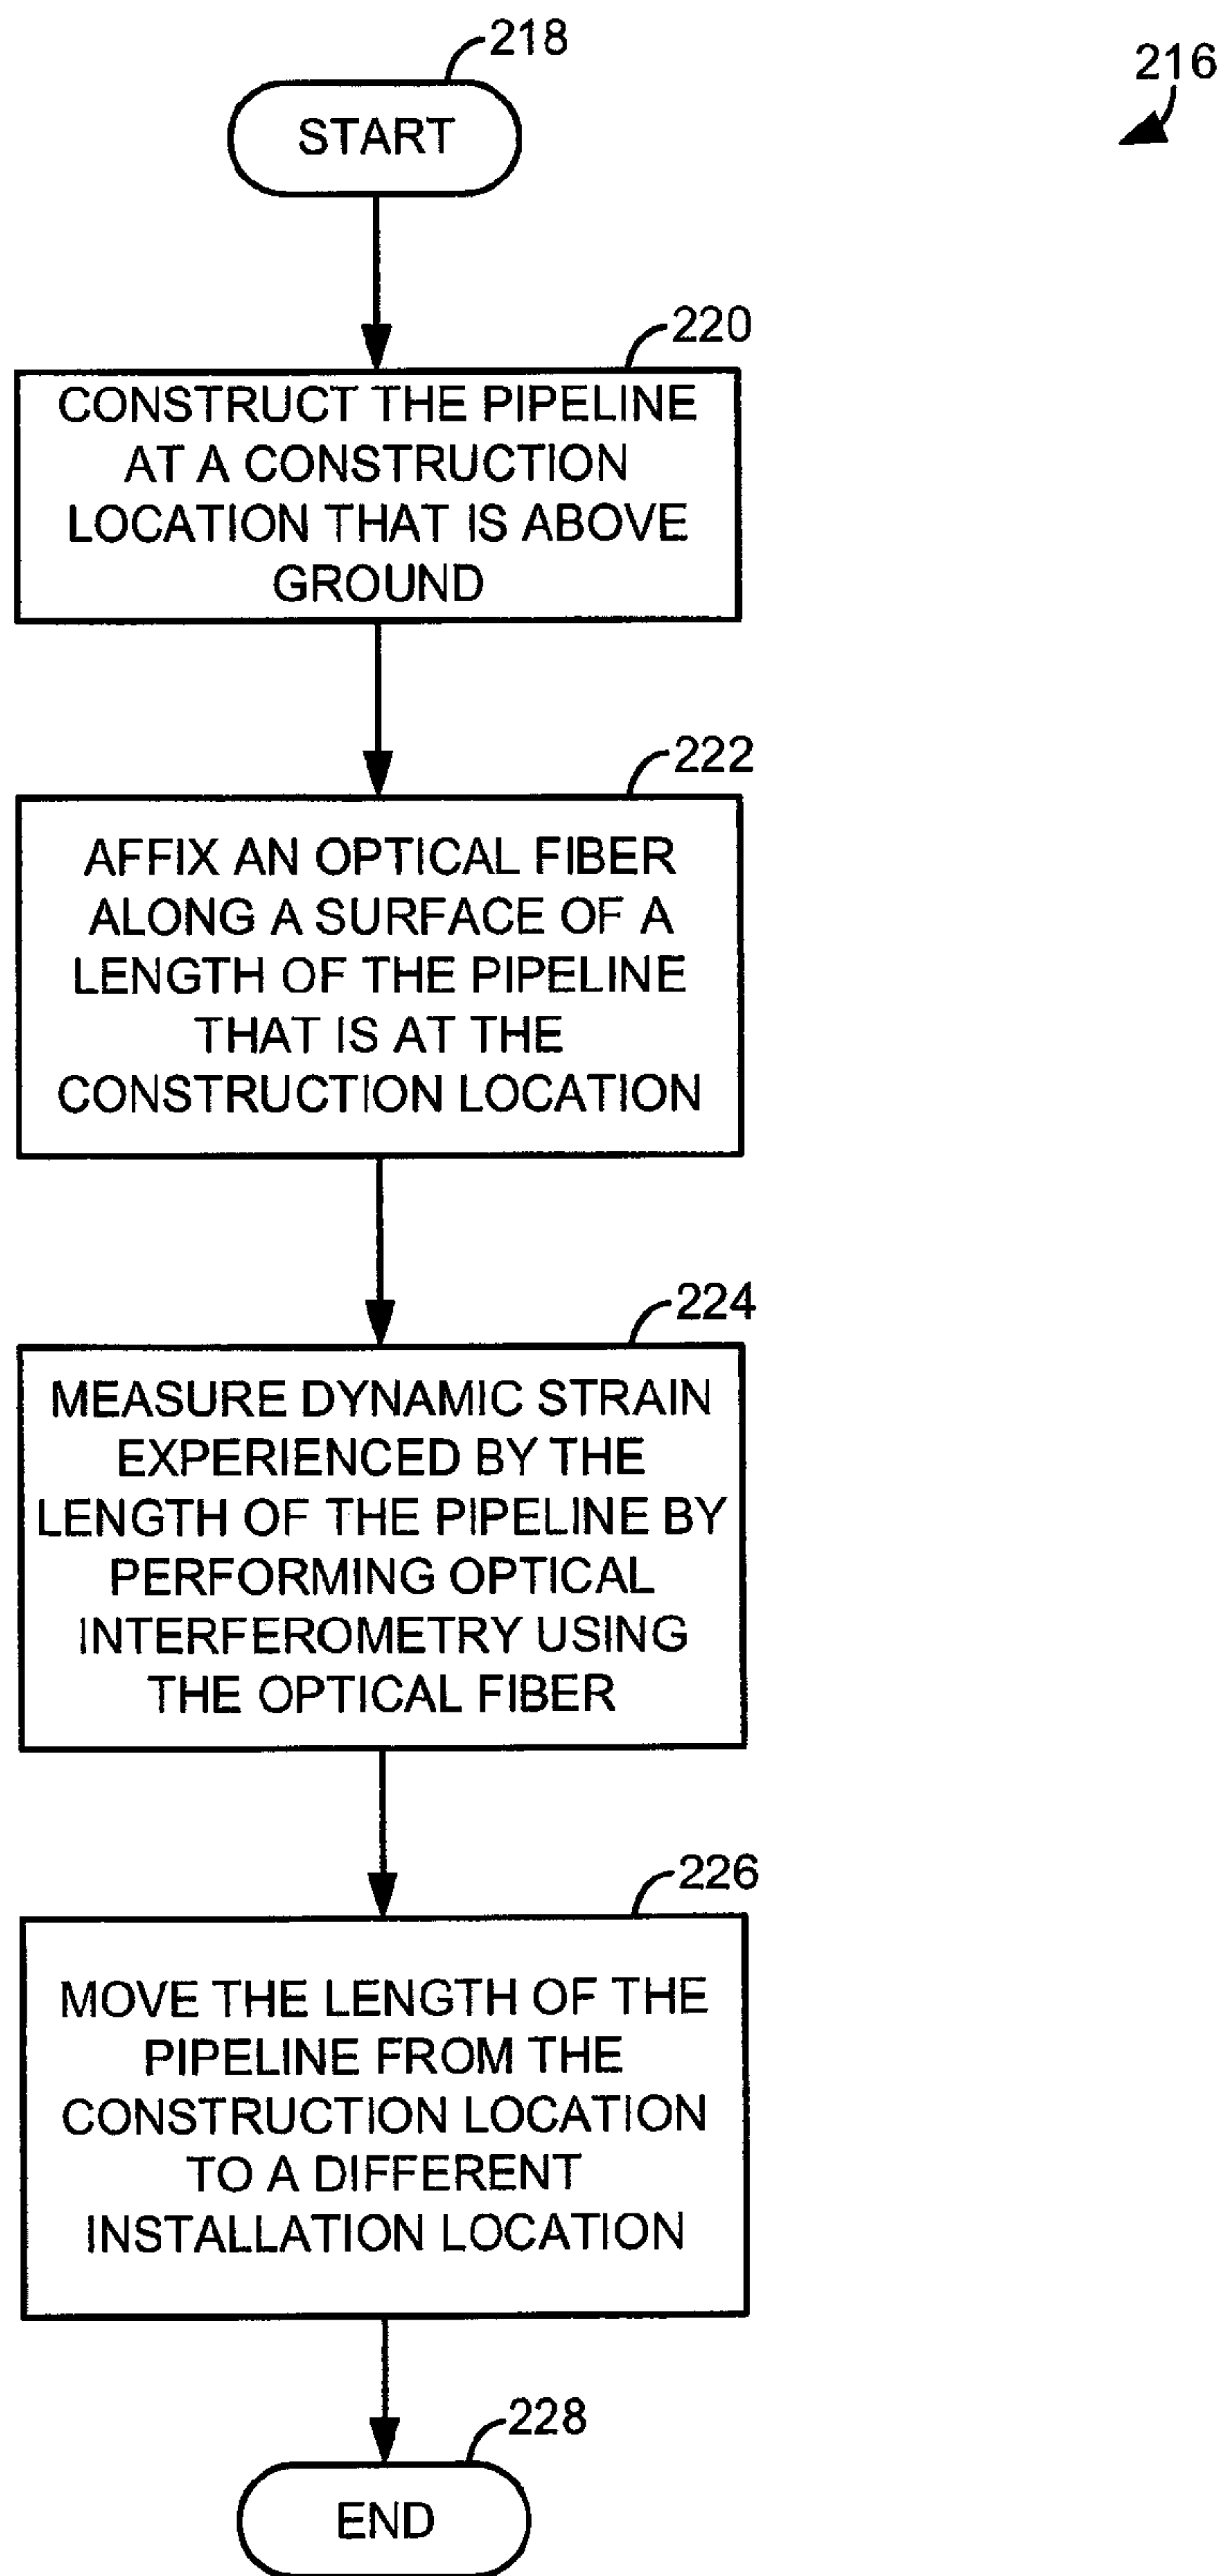 218
216
START
220
CONSTRUCT THE PIPELINE
AT A CONSTRUCTION
LOCATION THAT IS ABOVE
GROUND
222
AFFIX AN OPTICAL FIBER
ALONG A SURFACE OF A
LENGTH OF THE PIPELINE
THAT IS AT THE
CONSTRUCTION LOCATION
224
MEASURE DYNAMIC STRAIN
EXPERIENCED BY THE
LENGTH OF THE PIPELINE BY
PERFORMING OPTICAL
INTERFEROMETRY USING
THE OPTICAL FIBER
226
MOVE THE LENGTH OF THE
PIPELINE FROM THE
CONSTRUCTION LOCATION
TO A DIFFERENT
INSTALLATION LOCATION
228
END